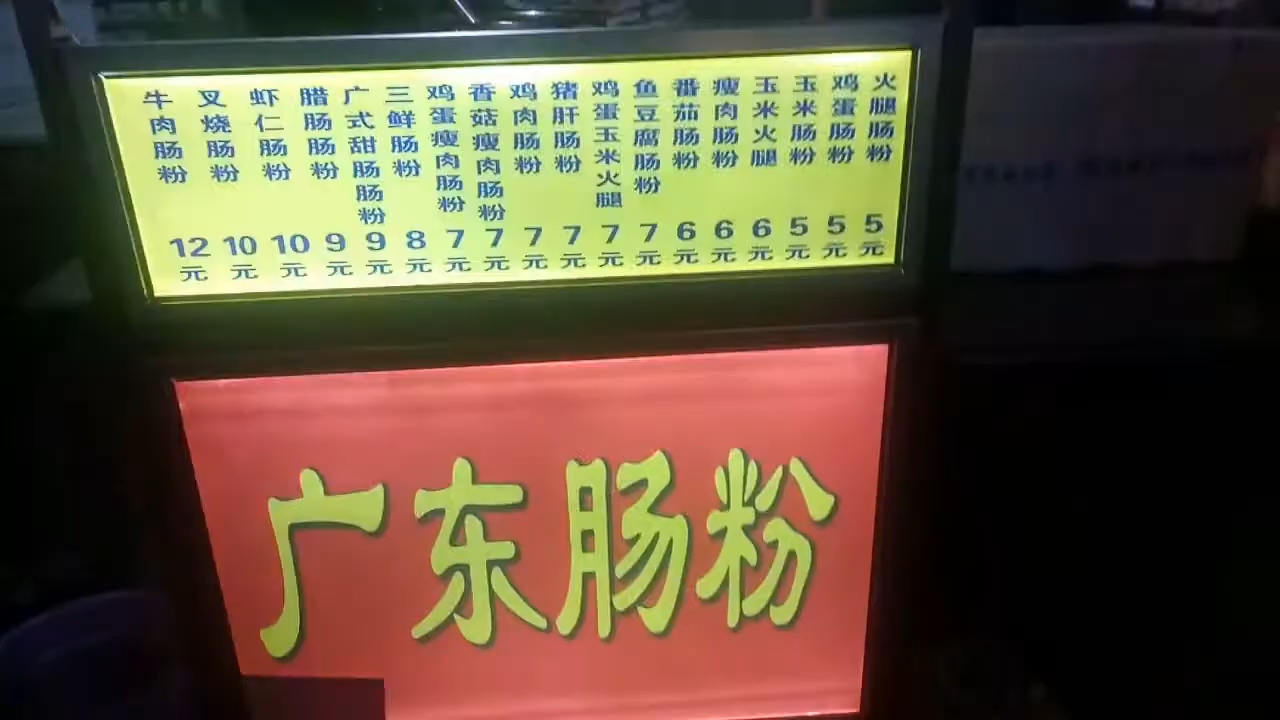 牛肉肠粉 12元
叉烧肠粉 10元
虾仁肠粉 10元
腊肠肠粉 9元
广式甜肠肠粉 9元
三鲜肠粉 8元
鸡蛋瘦肉肠粉 7元
香菇瘦肉肠粉 7元
鸡肉肠粉 7元
猪肝肠粉 7元
鸡蛋玉米火腿 7元
鱼豆腐肠粉 7元
番茄肠粉 6元
瘦肉肠粉 6元
玉米火腿 6元
玉米肠粉 5元
鸡蛋肠粉 5元
火腿肠粉 5元
广东肠粉